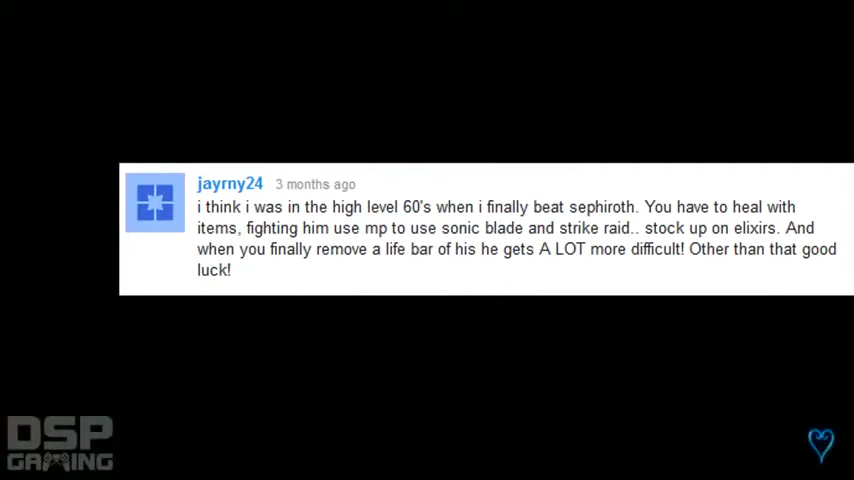 jayrny24 3 months ago
i think i was in the high level 60's when i finally beat sephiroth. You have to heal with
items, fighting him use mp to use sonic blade and strike raid.. stock up on elixirs. And
when you finally remove a life bar of his he gets A LOT more difficult! Other than that good
luck!
DSP
GAMING